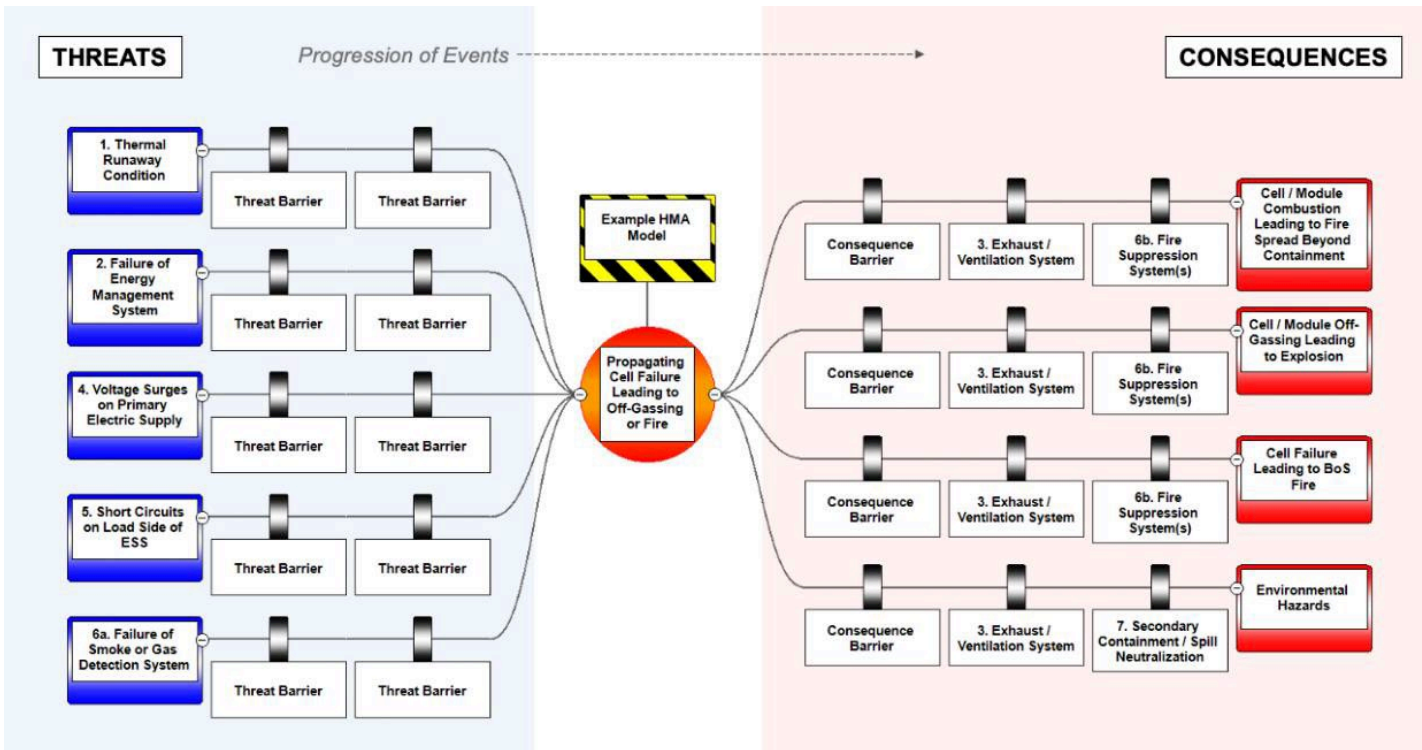 THREATS
Progression of Events
CONSEQUENCES
1. Thermal
Runaway
Condition
Threat Barrier
Threat Barrier
2. Failure of
Energy
Management
System
Threat Barrier
Threat Barrier
4. Voltage Surges
on Primary
Electric Supply
Threat Barrier
Threat Barrier
5. Short Circuits
on Load Side of
ESS
Threat Barrier
Threat Barrier
6a. Failure of
Smoke or Gas
Detection System
Threat Barrier
Threat Barrier
Example HMA
Model
Propagating
Cell Failure
Leading to
Off-Gassing
or Fire
Consequence
Barrier
3. Exhaust /
Ventilation System
6b. Fire
Suppression
System(s)
Cell / Module
Combustion
Leading to Fire
Spread Beyond
Containment
Consequence
Barrier
3. Exhaust /
Ventilation System
6b. Fire
Suppression
System(s)
Cell / Module Off-
Gassing Leading
to Explosion
Consequence
Barrier
3. Exhaust /
Ventilation System
6b. Fire
Suppression
System(s)
Cell Failure
Leading to BoS
Fire
Consequence
Barrier
3. Exhaust /
Ventilation System
7. Secondary
Containment / Spill
Neutralization
Environmental
Hazards